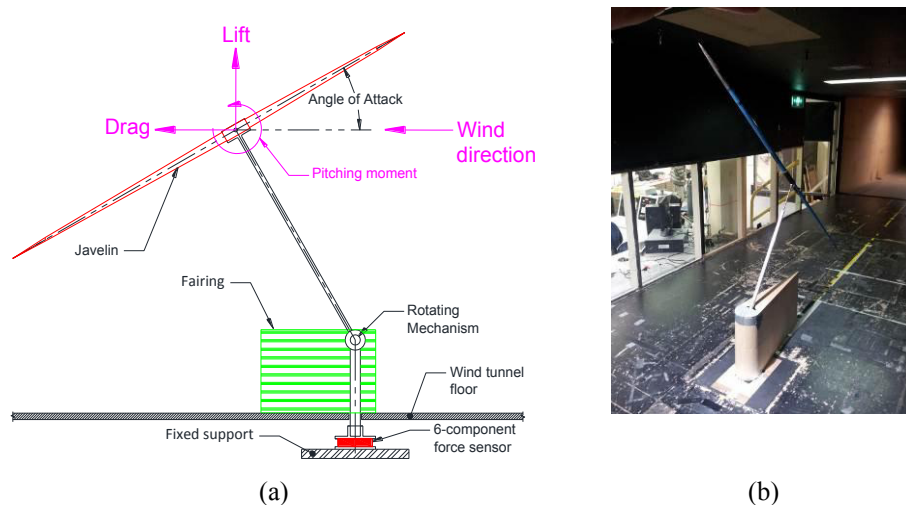 Lift
Angle of Attack
Drag
Wind
direction
Pitching moment
Javelin
Fairing
Rotating
Mechanism
Wind tunnel
floor
Fixed support
6-component
force sensor
(a)
(b)